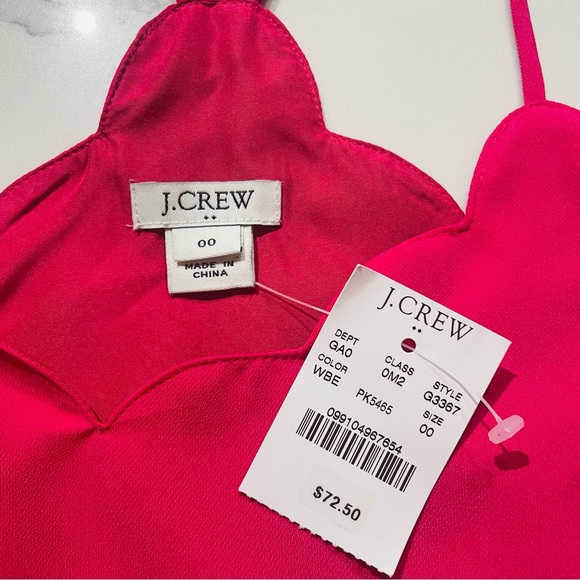 J.CREW
00
MADE IN
CHINA
J.CREW
DEPT CLASS STYLE
GA0 0M2 G3367
COLOR SIZE
WBE PK5465 00
099104967654
$72.50